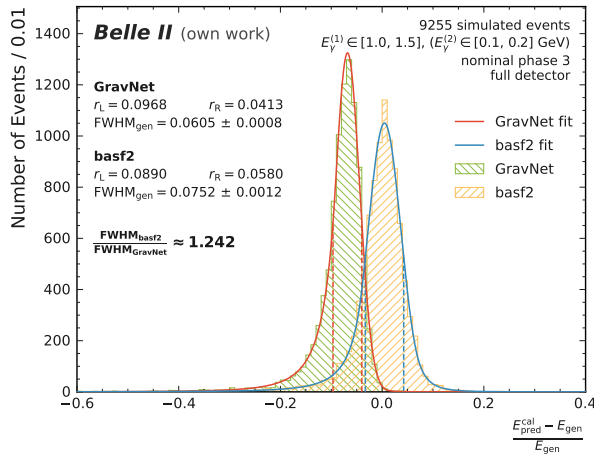 Belle II (own work)
9255 simulated events
E_γ^(1) ∈ [1.0, 1.5], (E_γ^(2) ∈ [0.1, 0.2] GeV)
nominal phase 3
full detector
GravNet
r_L = 0.0968 r_R = 0.0413
FWHM_gen = 0.0605 ± 0.0008
basf2
r_L = 0.0890 r_R = 0.0580
FWHM_gen = 0.0752 ± 0.0012
FWHM_basf2 / FWHM_GravNet ≈ 1.242
GravNet fit
basf2 fit
GravNet
basf2
Number of Events / 0.01
1400
1200
1000
800
600
400
200
0
−0.6 −0.4 −0.2 0.0 0.2 0.4
E_pred^cal − E_gen
E_gen